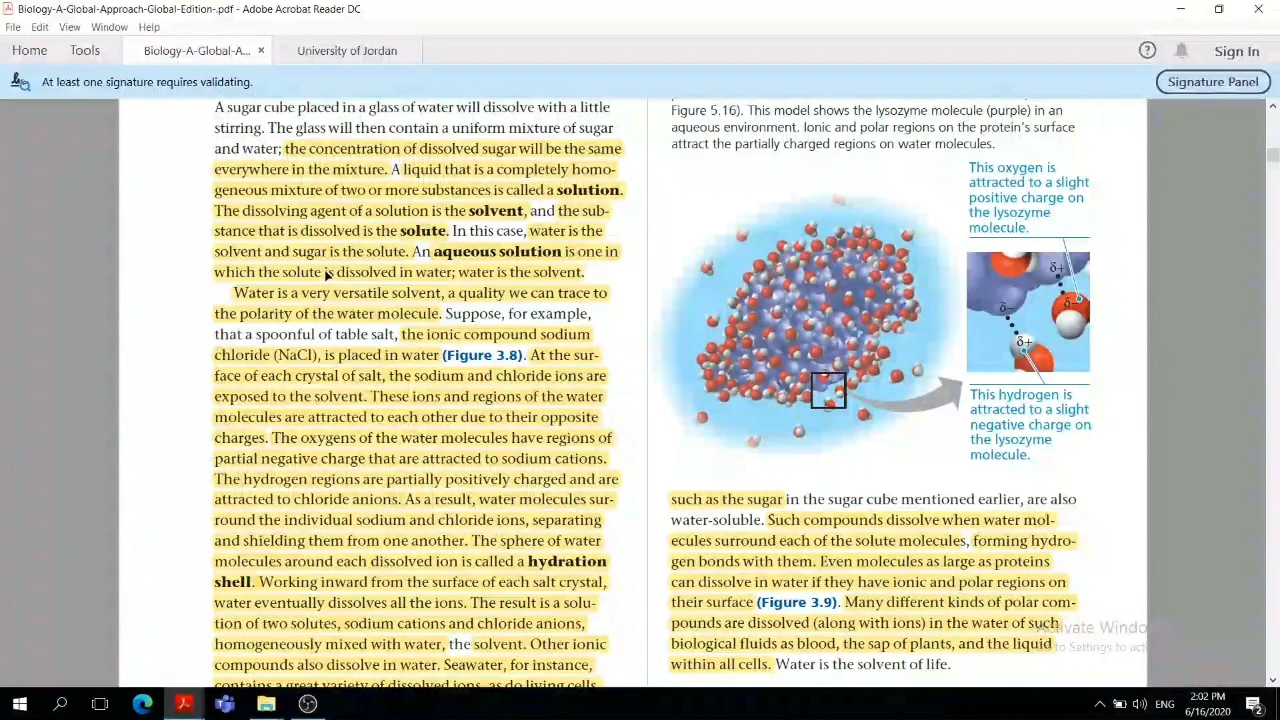 Biology-A-Global-Approach-Global-Edition-.pdf - Adobe Acrobat Reader DC
File Edit View Window Help
Home Tools Biology-A-Global-A... × University of Jordan Sign In
At least one signature requires validating. Signature Panel
A sugar cube placed in a glass of water will dissolve with a little
stirring. The glass will then contain a uniform mixture of sugar
and water; the concentration of dissolved sugar will be the same
everywhere in the mixture. A liquid that is a completely homo-
geneous mixture of two or more substances is called a solution.
The dissolving agent of a solution is the solvent, and the sub-
stance that is dissolved is the solute. In this case, water is the
solvent and sugar is the solute. An aqueous solution is one in
which the solute is dissolved in water; water is the solvent.
Water is a very versatile solvent, a quality we can trace to
the polarity of the water molecule. Suppose, for example,
that a spoonful of table salt, the ionic compound sodium
chloride (NaCl), is placed in water (Figure 3.8). At the sur-
face of each crystal of salt, the sodium and chloride ions are
exposed to the solvent. These ions and regions of the water
molecules are attracted to each other due to their opposite
charges. The oxygens of the water molecules have regions of
partial negative charge that are attracted to sodium cations.
The hydrogen regions are partially positively charged and are
attracted to chloride anions. As a result, water molecules sur-
round the individual sodium and chloride ions, separating
and shielding them from one another. The sphere of water
molecules around each dissolved ion is called a hydration
shell. Working inward from the surface of each salt crystal,
water eventually dissolves all the ions. The result is a solu-
tion of two solutes, sodium cations and chloride anions,
homogeneously mixed with water, the solvent. Other ionic
compounds also dissolve in water. Seawater, for instance,
contains a great variety of dissolved ions, as do living cells.
Figure 5.16). This model shows the lysozyme molecule (purple) in an
aqueous environment. Ionic and polar regions on the protein's surface
attract the partially charged regions on water molecules.
This oxygen is
attracted to a slight
positive charge on
the lysozyme
molecule.
δ+
δ−
δ−
δ+
This hydrogen is
attracted to a slight
negative charge on
the lysozyme
molecule.
such as the sugar in the sugar cube mentioned earlier, are also
water-soluble. Such compounds dissolve when water mol-
ecules surround each of the solute molecules, forming hydro-
gen bonds with them. Even molecules as large as proteins
can dissolve in water if they have ionic and polar regions on
their surface (Figure 3.9). Many different kinds of polar com-
pounds are dissolved (along with ions) in the water of such
biological fluids as blood, the sap of plants, and the liquid
within all cells. Water is the solvent of life.
Activate Windo
to Settings to act
ENG
2:02 PM
6/16/2020
2